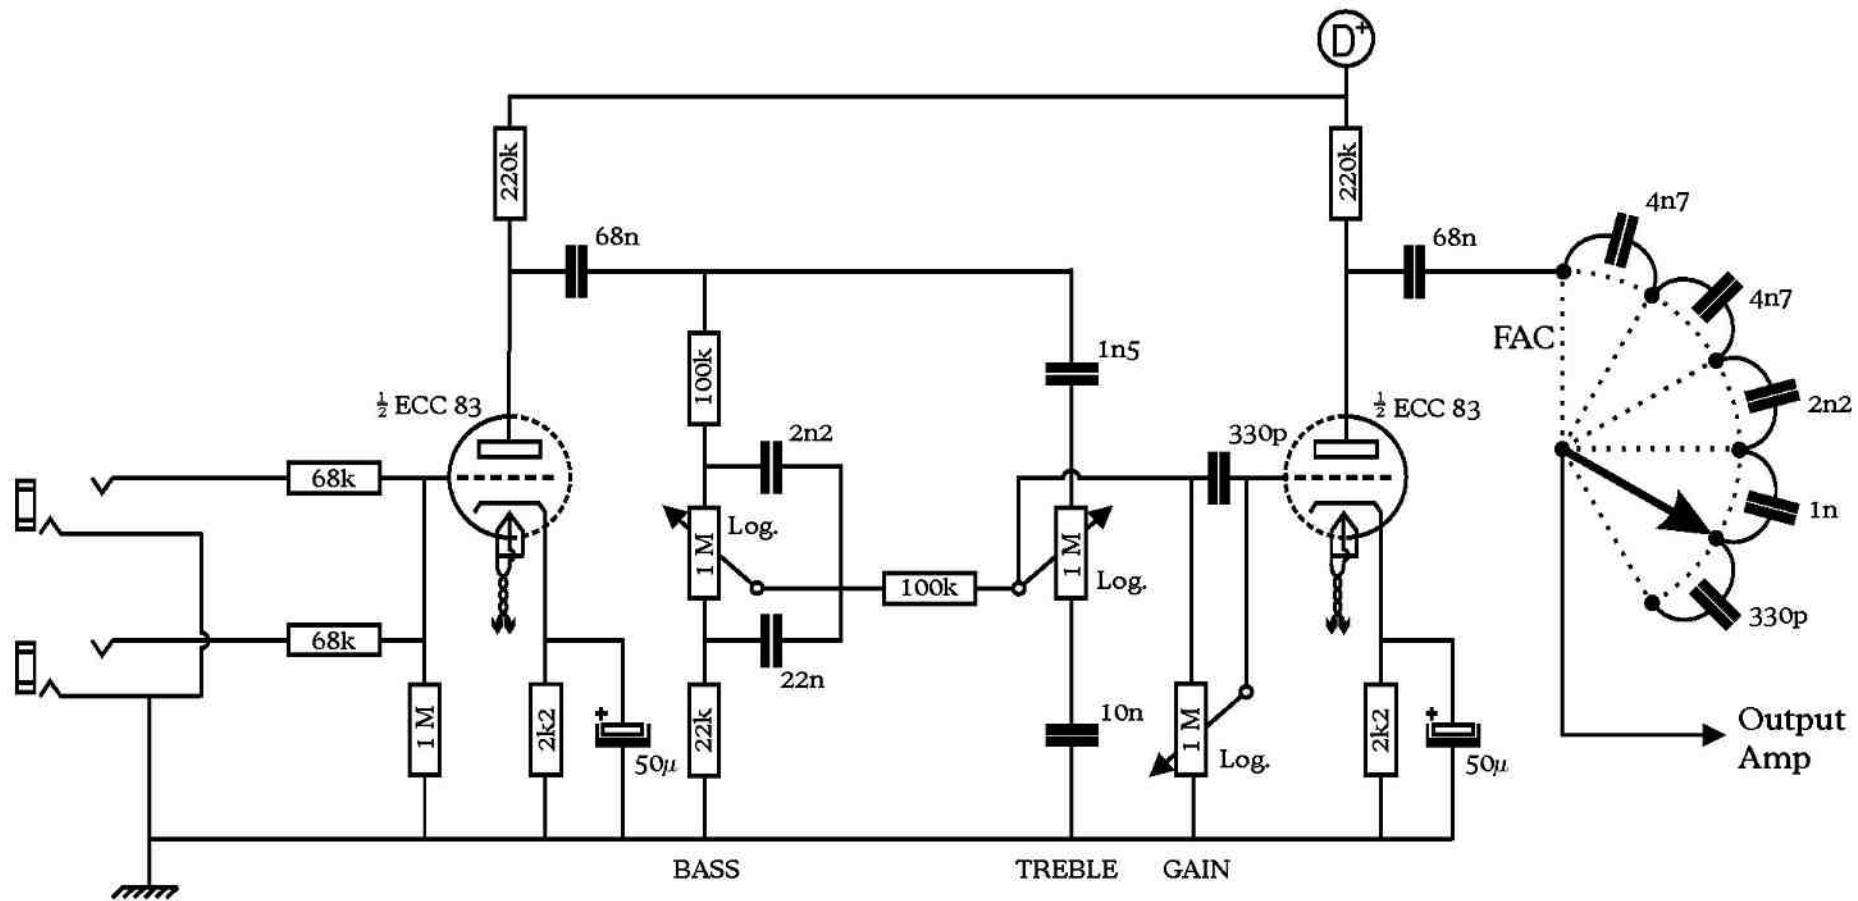 D+
220k
220k
4n7
68n
68n
4n7
FAC
1n5
100k
½ ECC 83
½ ECC 83
2n2
2n2
330p
68k
Log.
1n
1 M
1 M
Log.
100k
330p
68k
22n
1 M
2k2
+
50µ
22k
10n
1 M
Log.
2k2
+
50µ
Output
Amp
BASS
TREBLE
GAIN